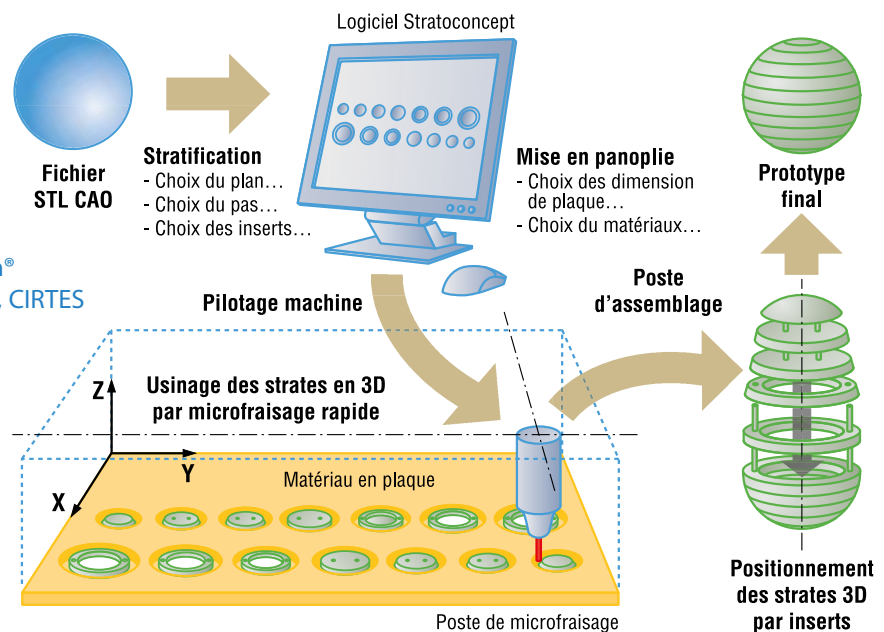 Logiciel Stratoconcept
Fichier
STL CAO
Stratification
- Choix du plan…
- Choix du pas…
- Choix des inserts…
Mise en panoplie
- Choix des dimension
de plaque…
- Choix du matériaux…
Prototype
final
n®
, CIRTES
Pilotage machine
Poste
d'assemblage
Usinage des strates en 3D
par microfraisage rapide
Z
Y
X
Matériau en plaque
Poste de microfraisage
Positionnement
des strates 3D
par inserts